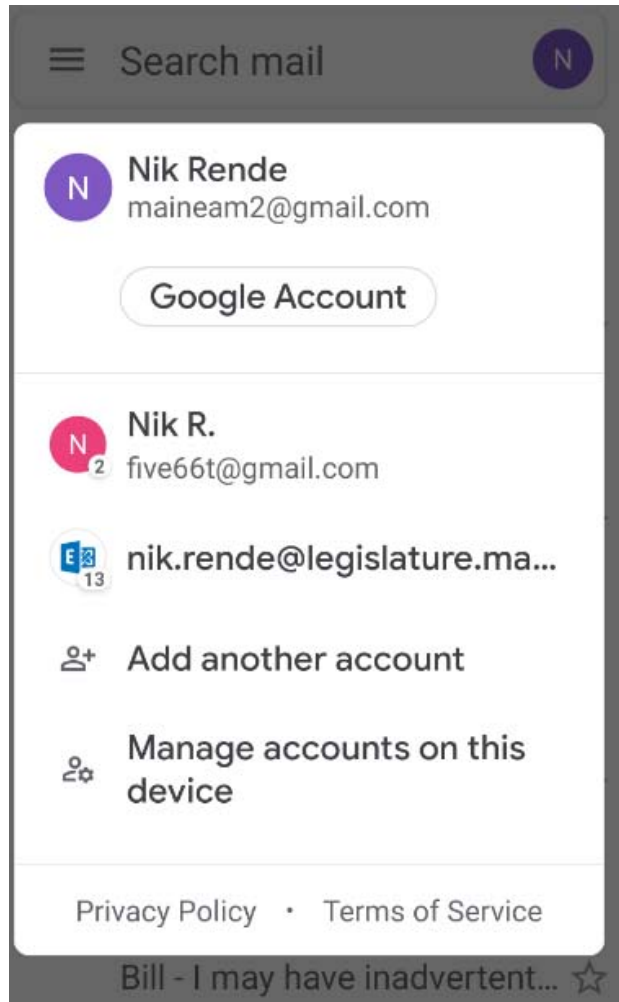 Search mail
N
N
Nik Rende
maineam2@gmail.com
Google Account
N
2
Nik R.
five66t@gmail.com
E
13
nik.rende@legislature.ma...
Add another account
Manage accounts on this
device
Privacy Policy • Terms of Service
Bill - I may have inadvertent...